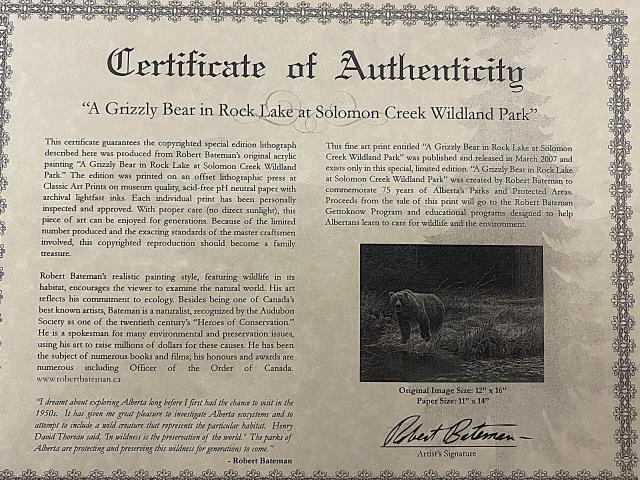 Certificate of Authenticity
“A Grizzly Bear in Rock Lake at Solomon Creek Wildland Park”
This certificate guarantees the copyrighted special edition lithograph
described here was produced from Robert Bateman's original acrylic
painting “A Grizzly Bear in Rock Lake at Solomon Creek Wildland
Park.” The edition was printed on an offset lithographic press at
Classic Art Prints on museum quality, acid-free pH neutral paper with
archival lightfast inks. Each individual print has been personally
inspected and approved. With proper care (no direct sunlight), this
piece of art can be enjoyed for generations. Because of the limited
number produced and the exacting standards of the master craftsmen
involved, this copyrighted reproduction should become a family
treasure.
Robert Bateman's realistic painting style, featuring wildlife in its
habitat, encourages the viewer to examine the natural world. His art
reflects his commitment to ecology. Besides being one of Canada's
best known artists, Bateman is a naturalist, recognized by the Audubon
Society as one of the twentieth century's “Heroes of Conservation.”
He is a spokesman for many environmental and preservation issues,
using his art to raise millions of dollars for these causes. He has been
the subject of numerous books and films; his honours and awards are
numerous including Officer of the Order of Canada.
www.robertbateman.ca
“I dreamt about exploring Alberta long before I first had the chance to visit in the
1950s. It has given me great pleasure to investigate Alberta ecosystems and to
attempt to include a wild creature that represents the particular habitat. Henry
David Thoreau said, 'In wildness is the preservation of the world.' The parks of
Alberta are protecting and preserving this wildness for generations to come.”
- Robert Bateman
This fine art print entitled “A Grizzly Bear in Rock Lake at Solomon
Creek Wildland Park” was published and released in March 2007 and
exists only in this special, limited edition. “A Grizzly Bear in Rock Lake
at Solomon Creek Wildland Park” was created by Robert Bateman to
commemorate 75 years of Alberta's Parks and Protected Areas.
Proceeds from the sale of this print will go to the Robert Bateman
Gettoknow Program and educational programs designed to help
Albertans learn to care for wildlife and the environment.
Original Image Size: 12" x 16"
Paper Size: 11" x 14"
Robert Bateman
Artist's Signature